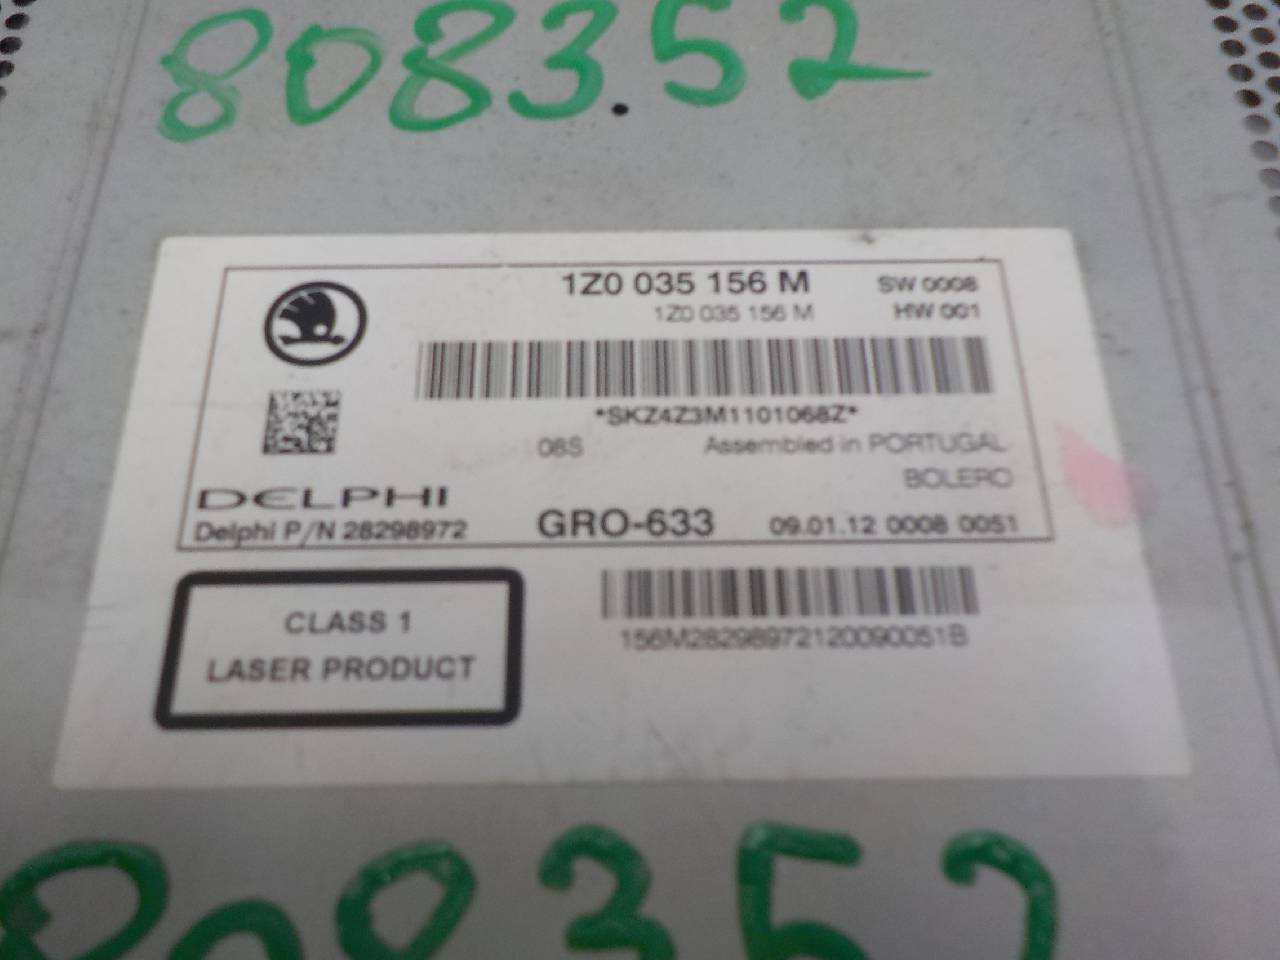 808352
1Z0 035 156 M SW 0008
1Z0 035 156 M HW 001
*SKZ4Z3M1101068Z*
08S Assembled in PORTUGAL
BOLERO
DELPHI
Delphi P/N 28298972 GRO-633 09.01.12 0008 0051
CLASS 1
LASER PRODUCT
156M28298972120090051B
808352